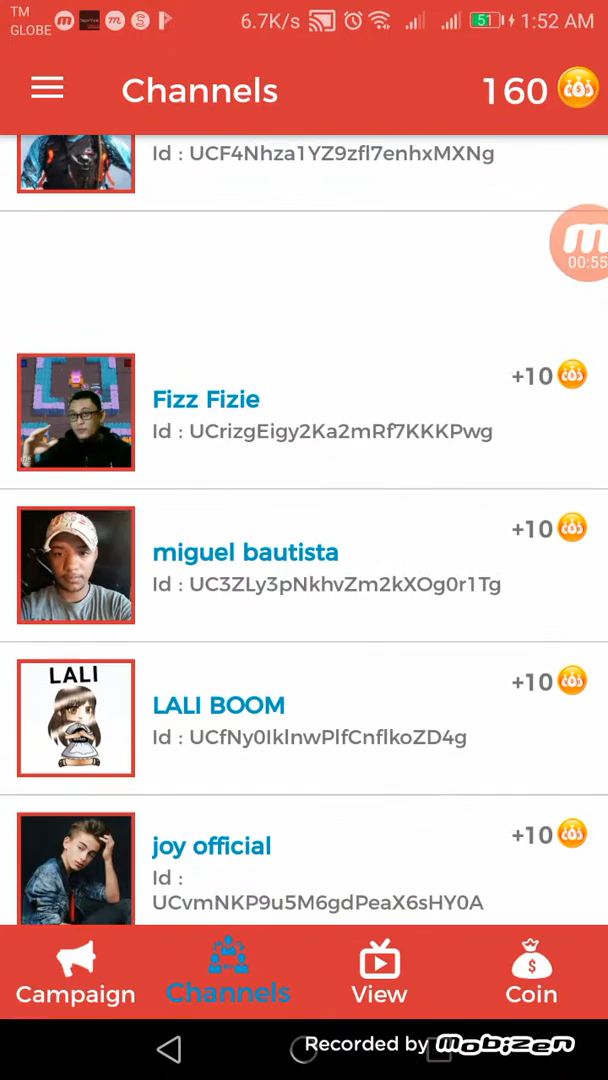 TM
GLOBE
6.7K/s
51
1:52 AM
Channels
160
Id : UCF4Nhza1YZ9zfl7enhxMXNg
00:55
+10
Fizz Fizie
Id : UCrizgEigy2Ka2mRf7KKKPwg
+10
miguel bautista
Id : UC3ZLy3pNkhvZm2kXOg0r1Tg
LALI
+10
LALI BOOM
Id : UCfNy0IklnwPlfCnflkoZD4g
+10
joy official
Id :
UCvmNKP9u5M6gdPeaX6sHY0A
Campaign
Channels
View
Coin
Recorded by mobizen